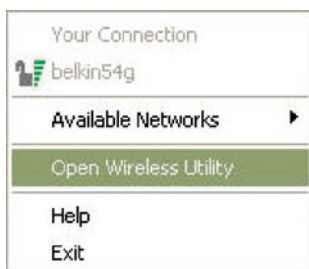 Your Connection
belkin54g
Available Networks
Open Wireless Utility
Help
Exit